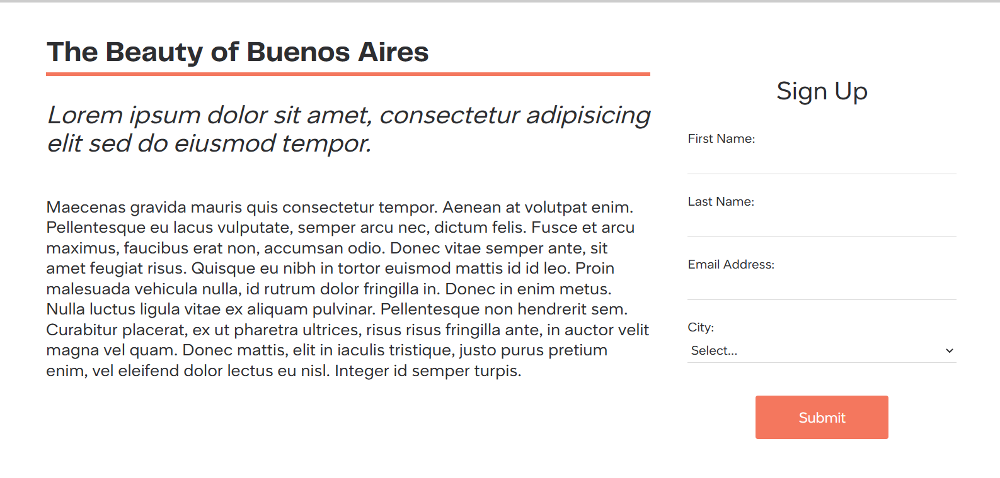 The Beauty of Buenos Aires
Lorem ipsum dolor sit amet, consectetur adipisicing
elit sed do eiusmod tempor.
Maecenas gravida mauris quis consectetur tempor. Aenean at volutpat enim.
Pellentesque eu lacus vulputate, semper arcu nec, dictum felis. Fusce et arcu
maximus, faucibus erat non, accumsan odio. Donec vitae semper ante, sit
amet feugiat risus. Quisque eu nibh in tortor euismod mattis id id leo. Proin
malesuada vehicula nulla, id rutrum dolor fringilla in. Donec in enim metus.
Nulla luctus ligula vitae ex aliquam pulvinar. Pellentesque non hendrerit sem.
Curabitur placerat, ex ut pharetra ultrices, risus risus fringilla ante, in auctor velit
magna vel quam. Donec mattis, elit in iaculis tristique, justo purus pretium
enim, vel eleifend dolor lectus eu nisl. Integer id semper turpis.
Sign Up
First Name:
Last Name:
Email Address:
City:
Select...
Submit